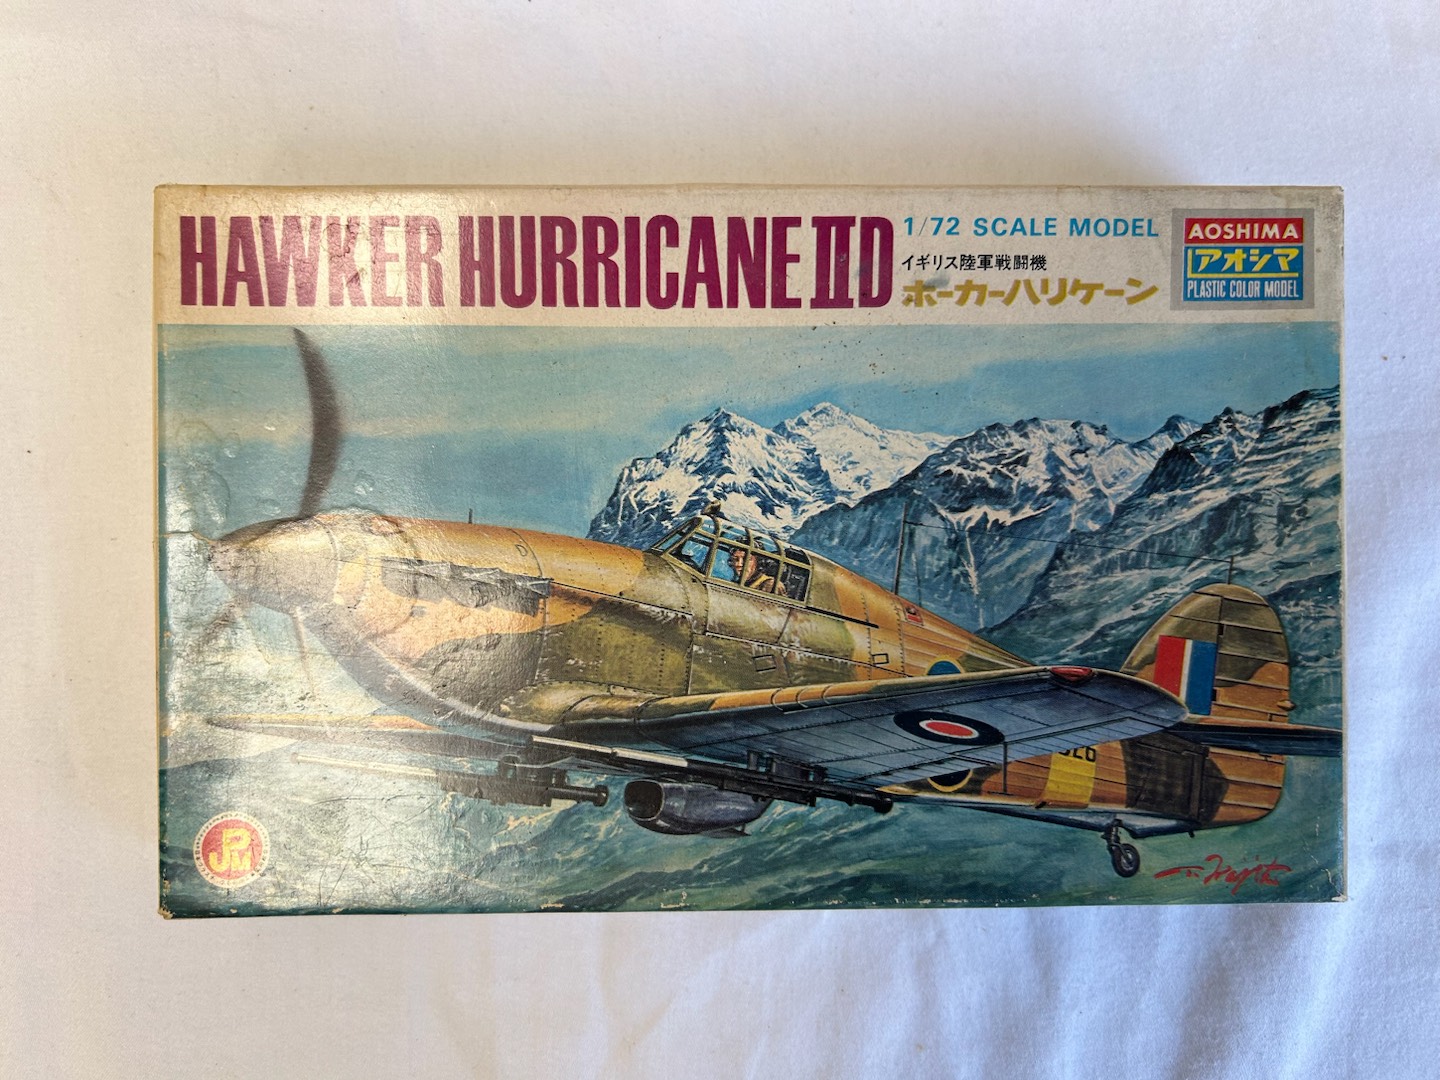 HAWKER HURRICANE IID
1/72 SCALE MODEL
イギリス陸軍戦闘機
ホーカーハリケーン
AOSHIMA
アオシマ
PLASTIC COLOR MODEL
D
JPM